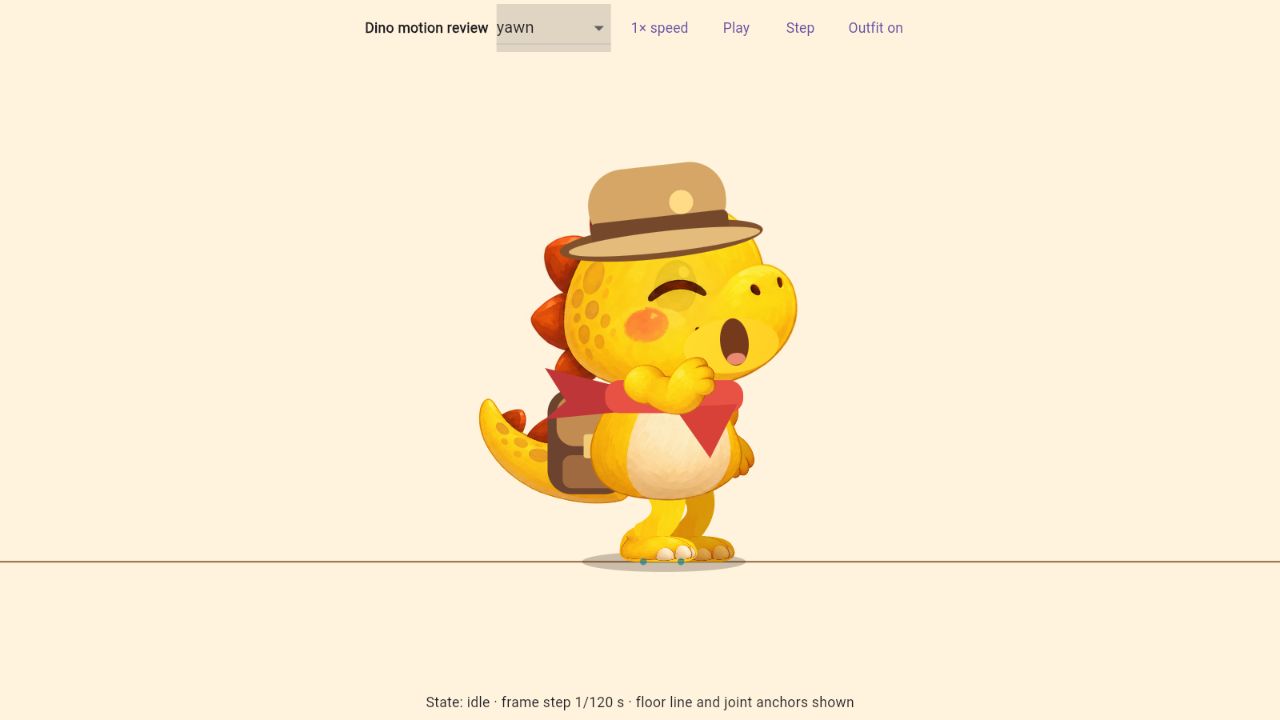 Dino motion review yawn 1× speed Play Step Outfit on
State: idle · frame step 1/120 s · floor line and joint anchors shown